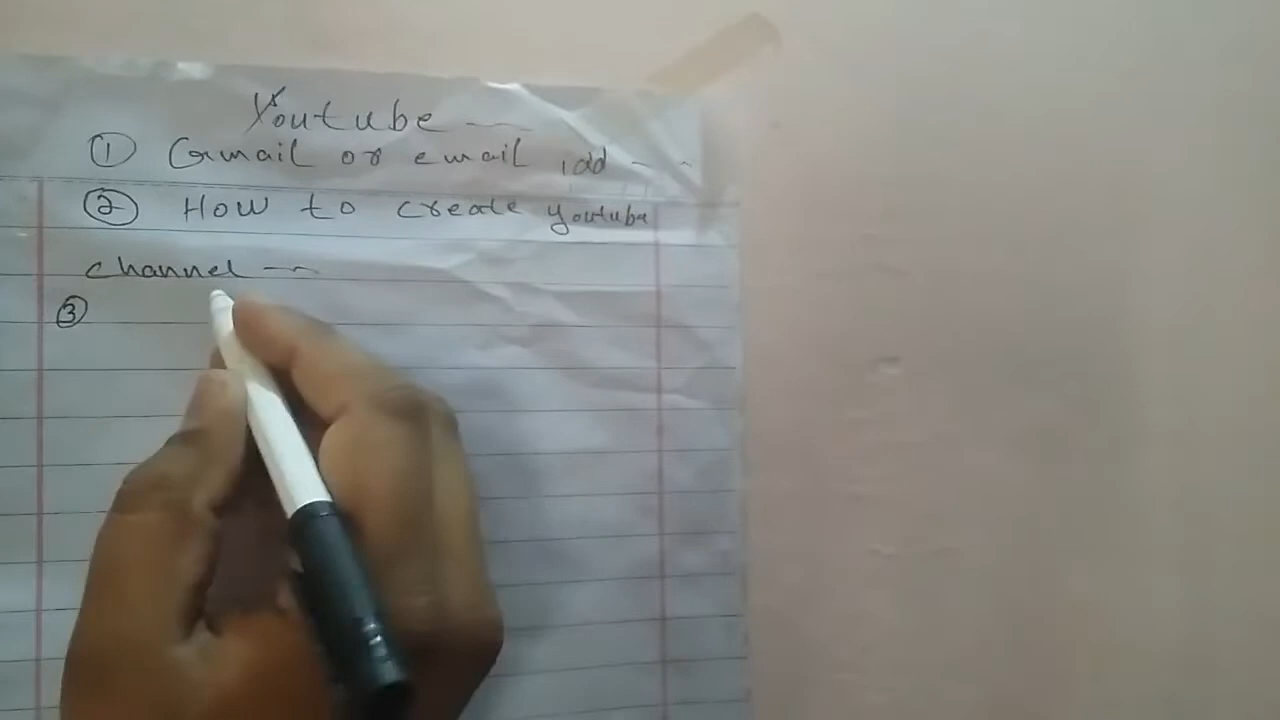 Youtube
① Gmail or email idd
② How to create youtube
channel
③